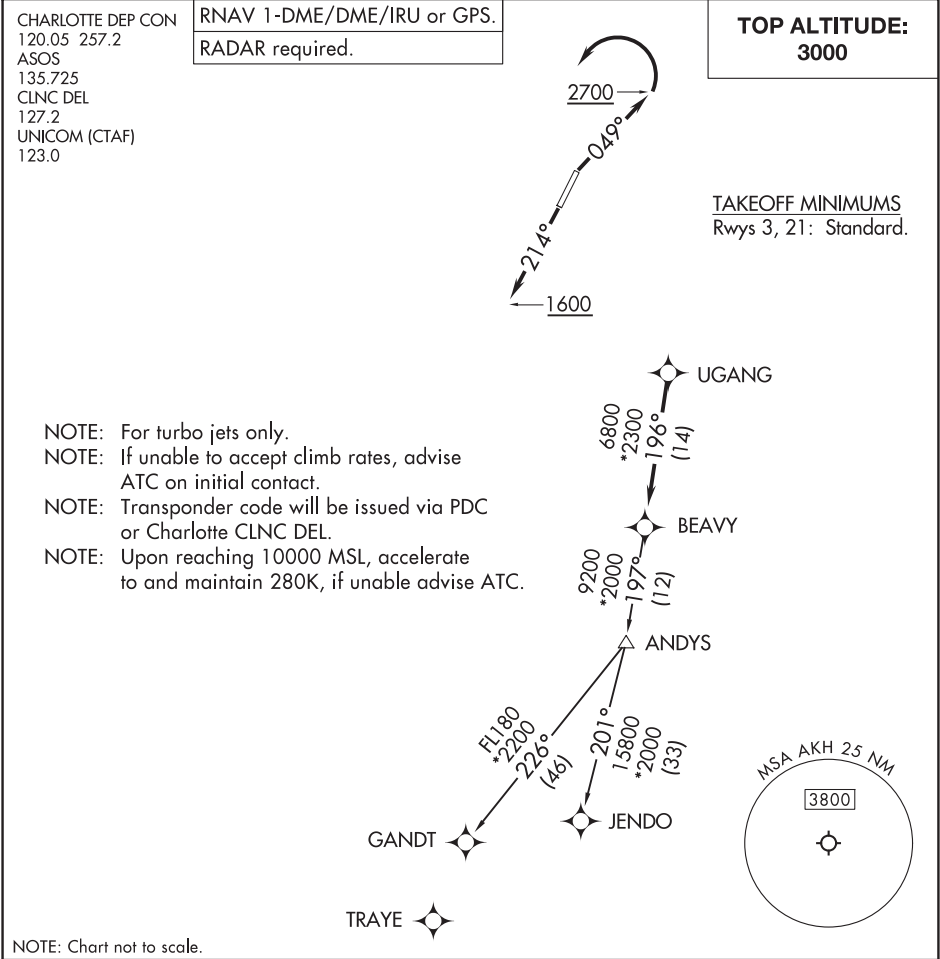 CHARLOTTE DEP CON
120.05 257.2
ASOS
135.725
CLNC DEL
127.2
UNICOM (CTAF)
123.0
RNAV 1-DME/DME/IRU or GPS.
RADAR required.
TOP ALTITUDE:
3000
2700
049°
214°
1600
TAKEOFF MINIMUMS
Rwys 3, 21: Standard.
UGANG
6800
*2300
196°
(14)
NOTE: For turbo jets only.
NOTE: If unable to accept climb rates, advise
ATC on initial contact.
NOTE: Transponder code will be issued via PDC
or Charlotte CLNC DEL.
NOTE: Upon reaching 10000 MSL, accelerate
to and maintain 280K, if unable advise ATC.
BEAVY
9200
*2000
197°
(12)
ANDYS
FL180
*2200
226°
(46)
201°
15800
*2000
(33)
GANDT
JENDO
TRAYE
MSA AKH 25 NM
3800
NOTE: Chart not to scale.